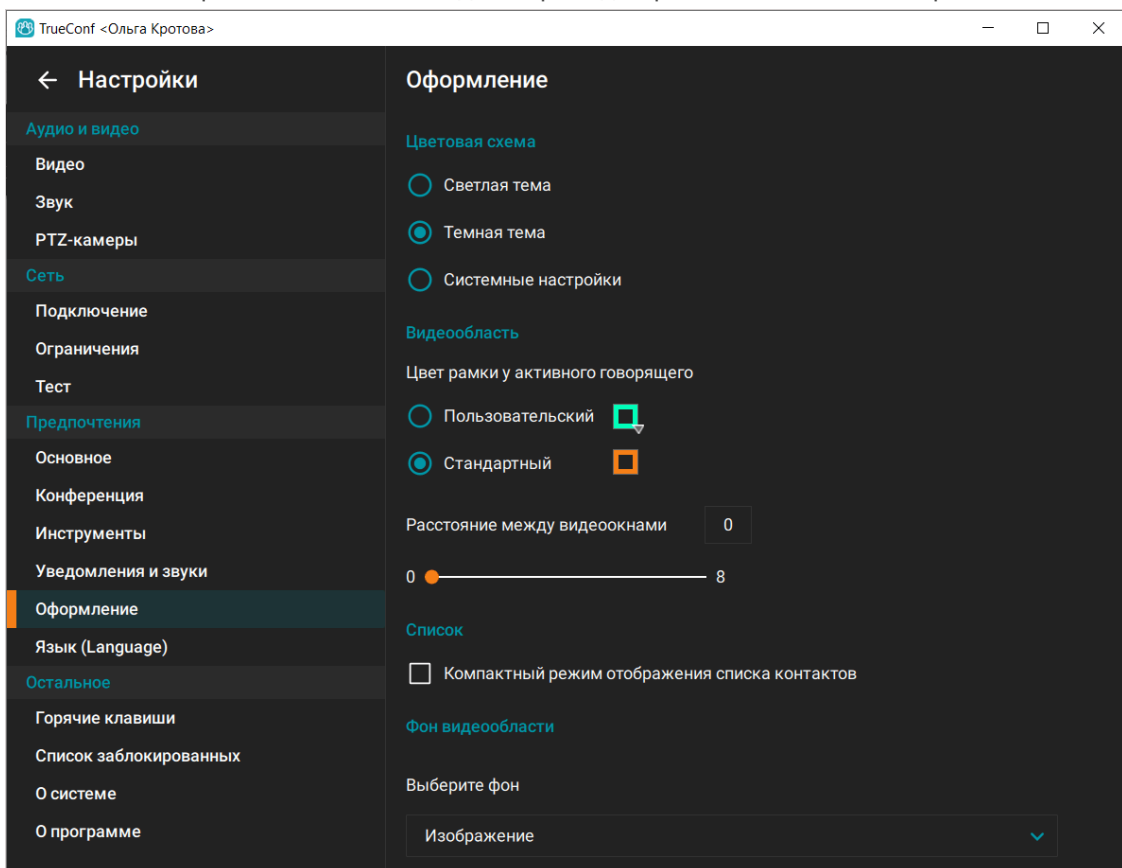 TrueConf <Ольга Кротова>
Настройки
Аудио и видео
Видео
Звук
PTZ-камеры
Сеть
Подключение
Ограничения
Тест
Предпочтения
Основное
Конференция
Инструменты
Уведомления и звуки
Оформление
Язык (Language)
Остальное
Горячие клавиши
Список заблокированных
О системе
О программе
Оформление
Цветовая схема
Светлая тема
Темная тема
Системные настройки
Видеообласть
Цвет рамки у активного говорящего
Пользовательский
Стандартный
Расстояние между видеоокнами 0
0 8
Список
Компактный режим отображения списка контактов
Фон видеообласти
Выберите фон
Изображение